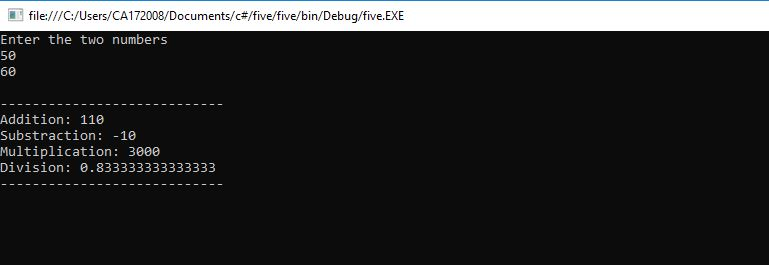 file:///C:/Users/CA172008/Documents/c#/five/five/bin/Debug/five.EXE
Enter the two numbers
50
60
----------------------------
Addition: 110
Substraction: -10
Multiplication: 3000
Division: 0.833333333333333
----------------------------